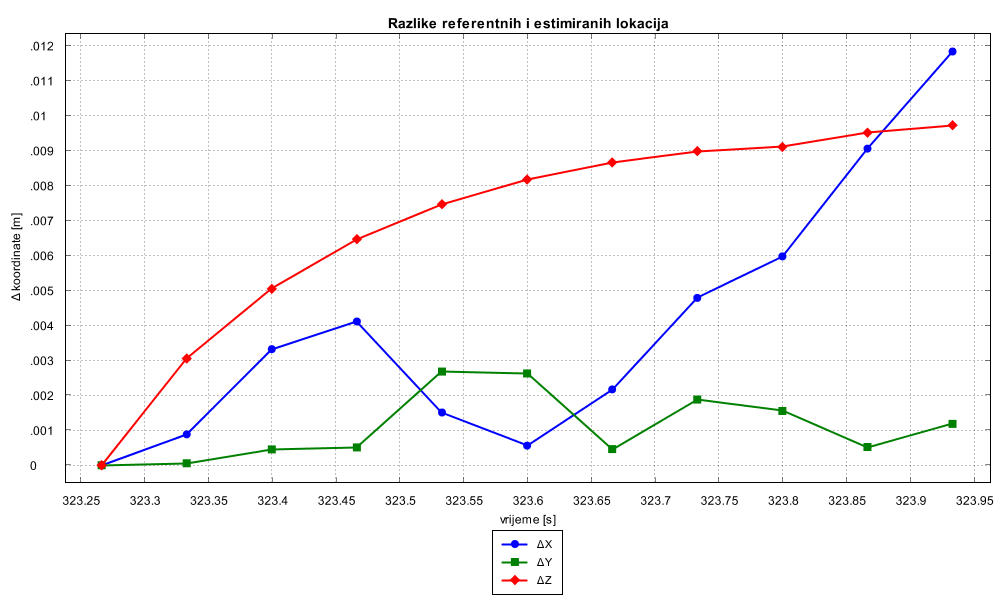 Razlike referentnih i estimiranih lokacija
.012
.011
.01
.009
.008
.007
.006
.005
.004
.003
.002
.001
0
Δ koordinate [m]
323.25 323.3 323.35 323.4 323.45 323.5 323.55 323.6 323.65 323.7 323.75 323.8 323.85 323.9 323.95
vrijeme [s]
ΔX
ΔY
ΔZ